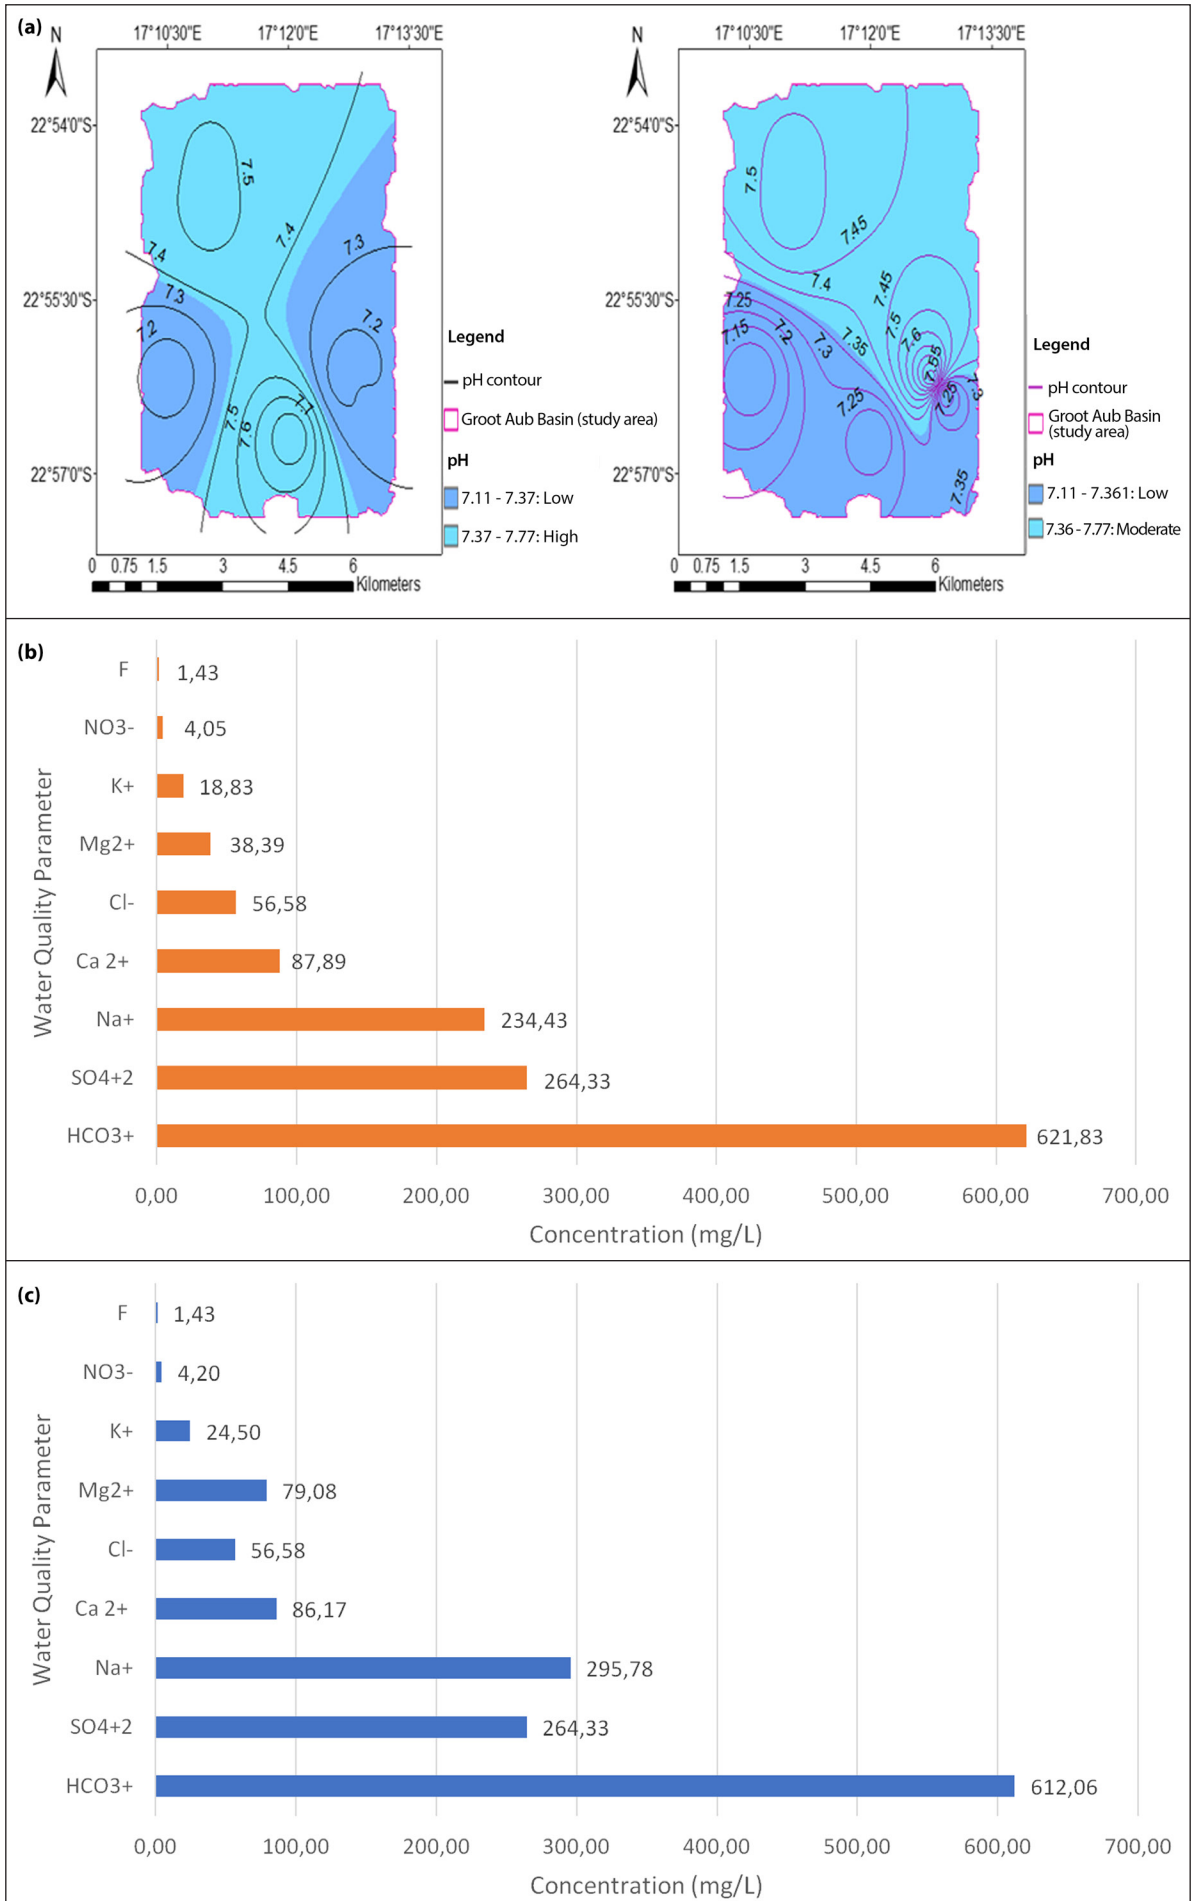 (a)
N
17°10'30"E
17°12'0"E
17°13'30"E
22°54'0"S
22°55'30"S
22°57'0"S
7.5
7.4
7.4
7.3
7.3
7.2
7.2
7.5
7.6
7.1
Legend
pH contour
Groot Aub Basin (study area)
pH
7.11 - 7.37: Low
7.37 - 7.77: High
0 0.75 1.5 3 4.5 6
Kilometers
N
17°10'30"E
17°12'0"E
17°13'30"E
22°54'0"S
22°55'30"S
22°57'0"S
7.5
7.45
7.4
7.45
7.25
7.15
7.2
7.3
7.35
7.5
7.6
7.55
7.3
7.25
7.25
7.35
Legend
pH contour
Groot Aub Basin
(study area)
pH
7.11 - 7.361: Low
7.36 - 7.77: Moderate
0 0.75 1.5 3 4.5 6
Kilometers
(b)
Water Quality Parameter
F 1,43
NO3- 4,05
K+ 18,83
Mg2+ 38,39
Cl- 56,58
Ca 2+ 87,89
Na+ 234,43
SO4+2 264,33
HCO3+ 621,83
0,00 100,00 200,00 300,00 400,00 500,00 600,00 700,00
Concentration (mg/L)
(c)
Water Quality Parameter
F 1,43
NO3- 4,20
K+ 24,50
Mg2+ 79,08
Cl- 56,58
Ca 2+ 86,17
Na+ 295,78
SO4+2 264,33
HCO3+ 612,06
0,00 100,00 200,00 300,00 400,00 500,00 600,00 700,00
Concentration (mg/L)